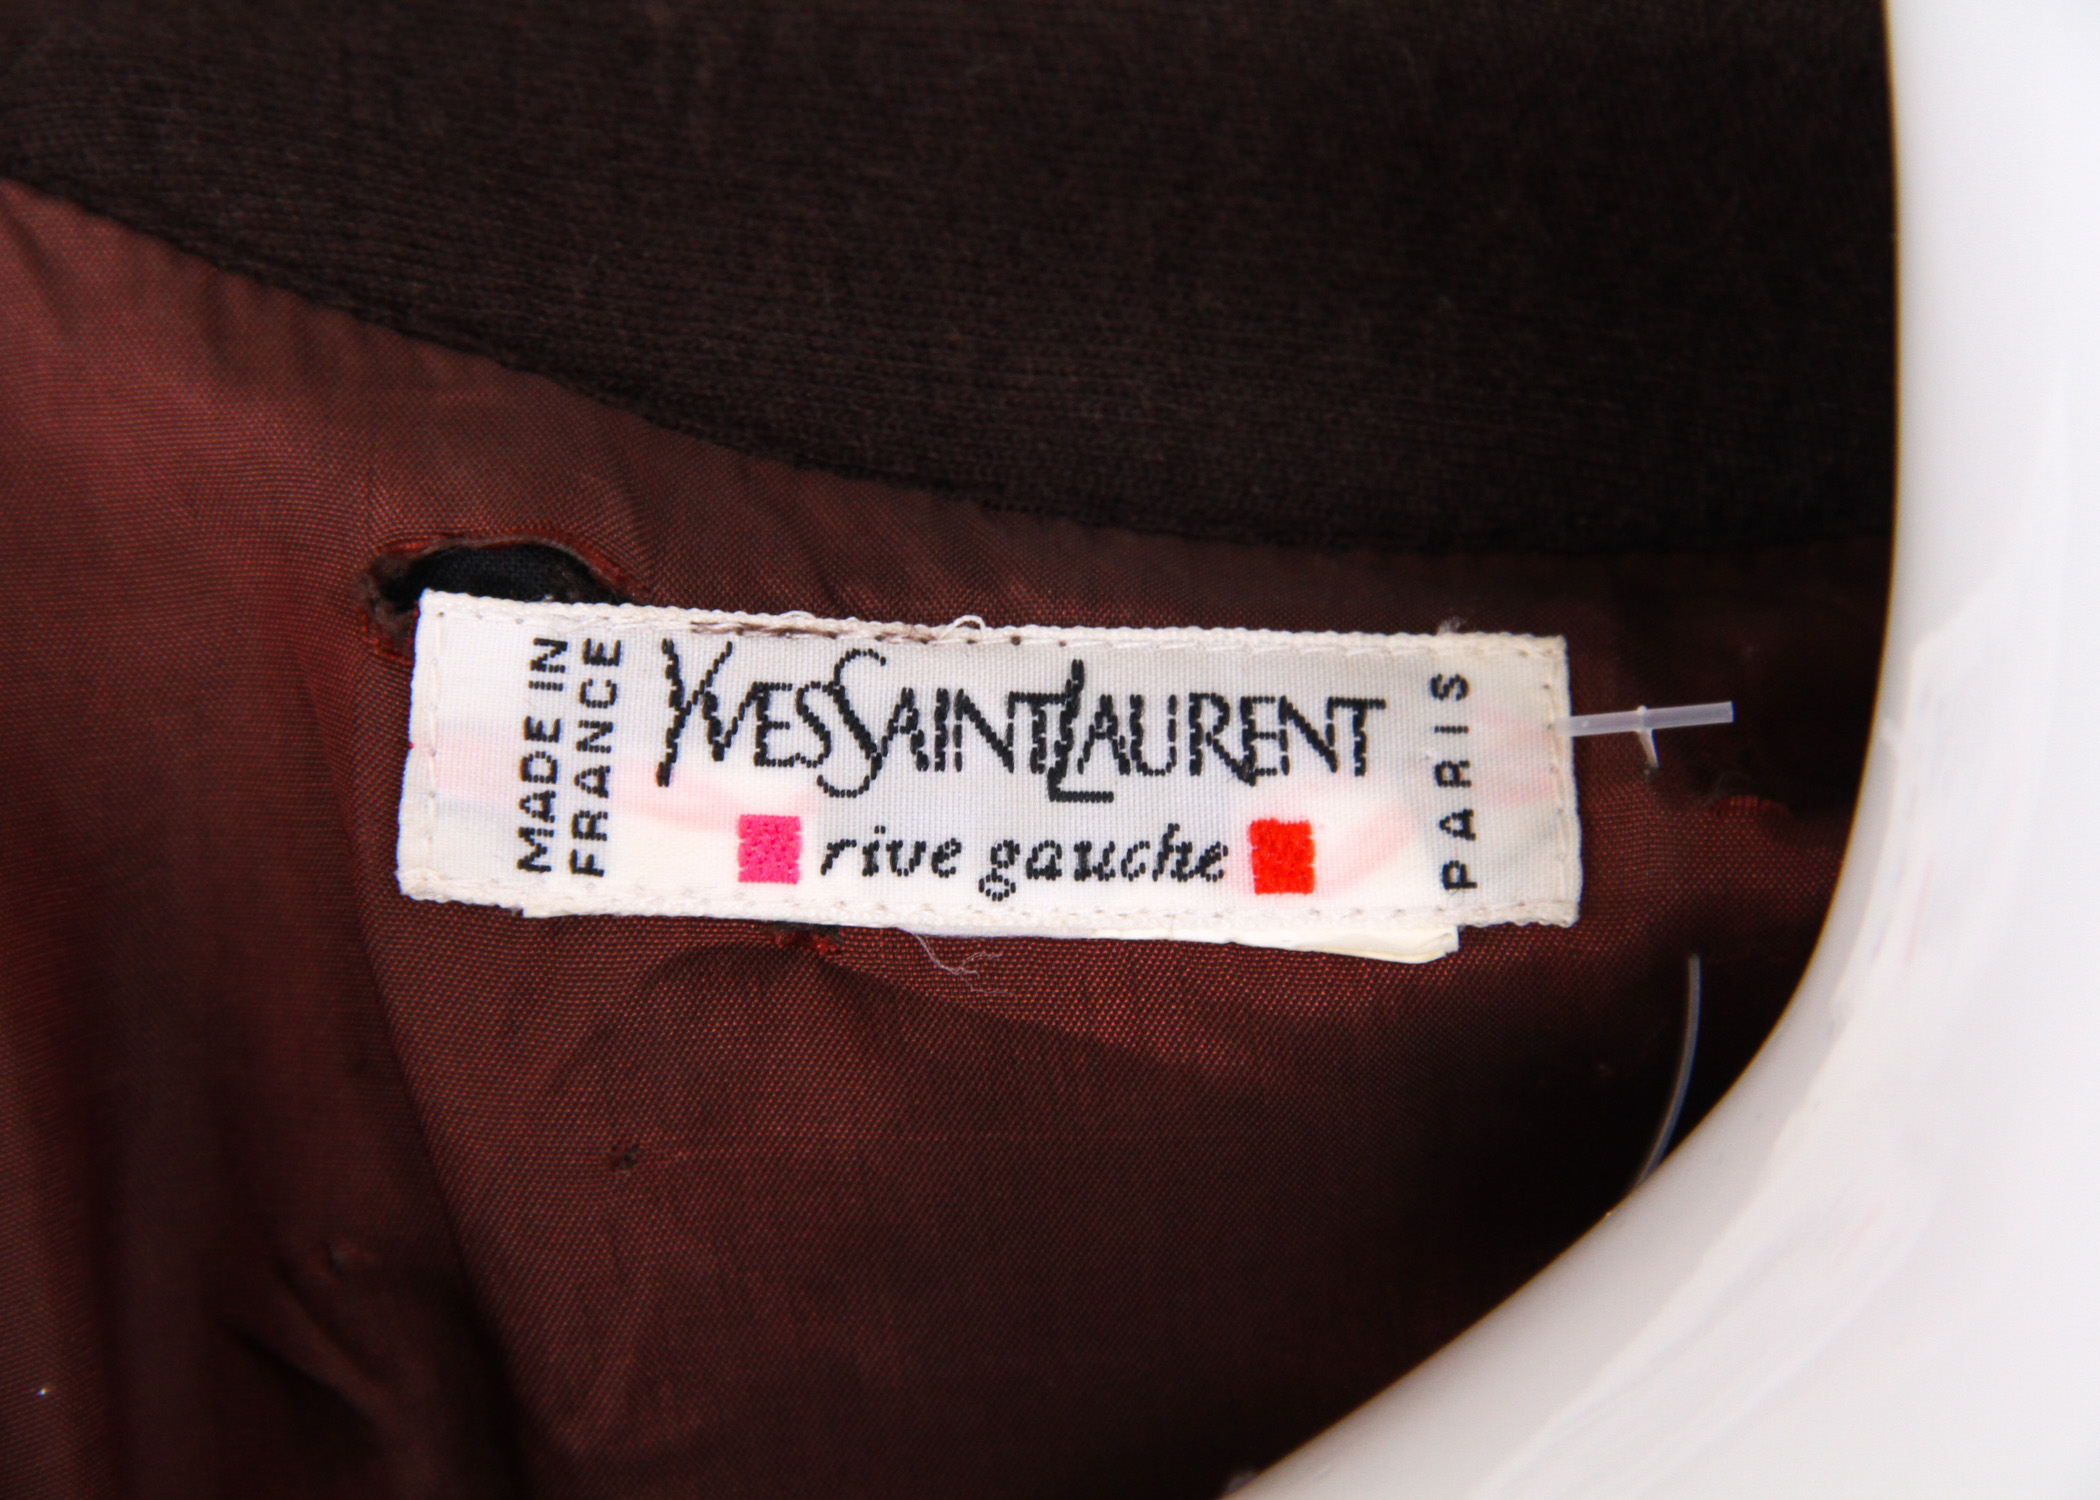 MADE IN
FRANCE
YVESSAINTLAURENT
rive gauche
PARIS